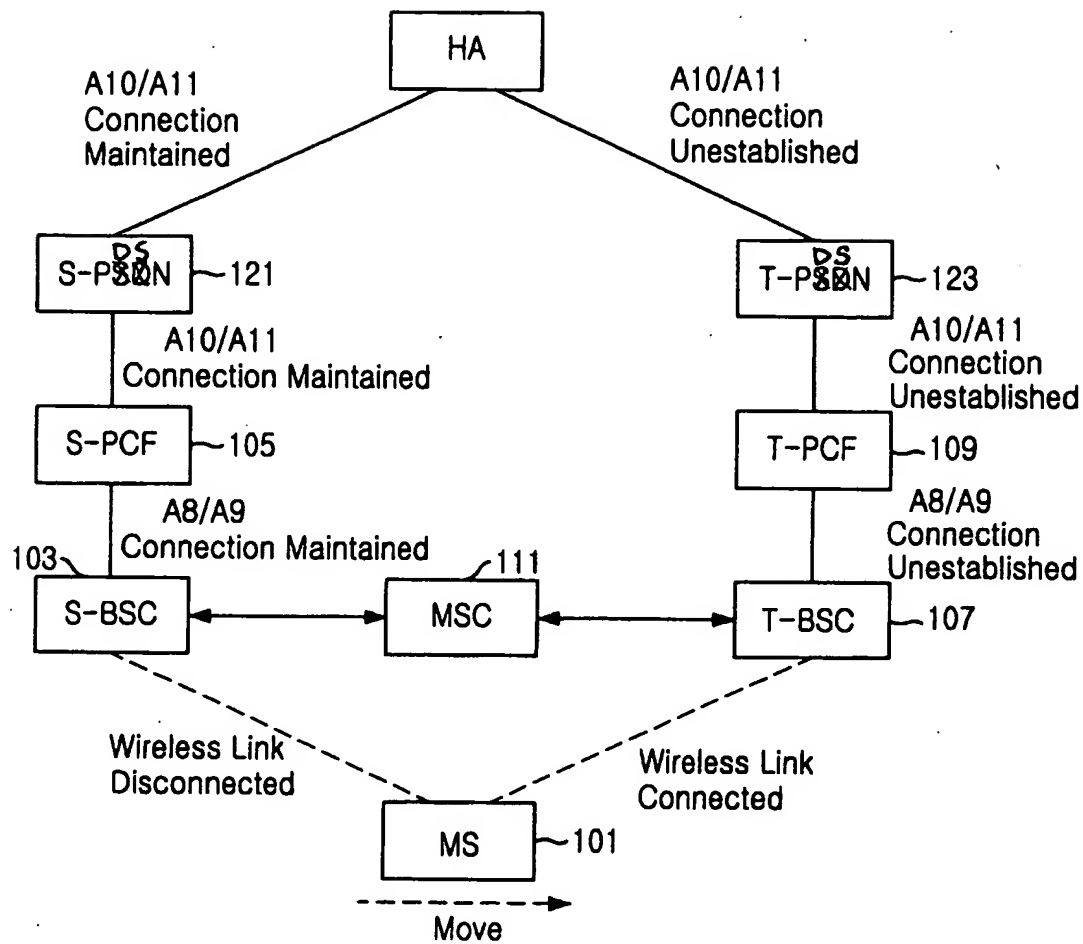 HA
A10/A11
Connection
Maintained
A10/A11
Connection
Unestablished
S-PDSN
121
T-PDSN
123
A10/A11
Connection Maintained
A10/A11
Connection
Unestablished
S-PCF
105
T-PCF
109
A8/A9
Connection Maintained
A8/A9
Connection
Unestablished
103
S-BSC
111
MSC
T-BSC
107
Wireless Link
Disconnected
Wireless Link
Connected
MS
101
Move